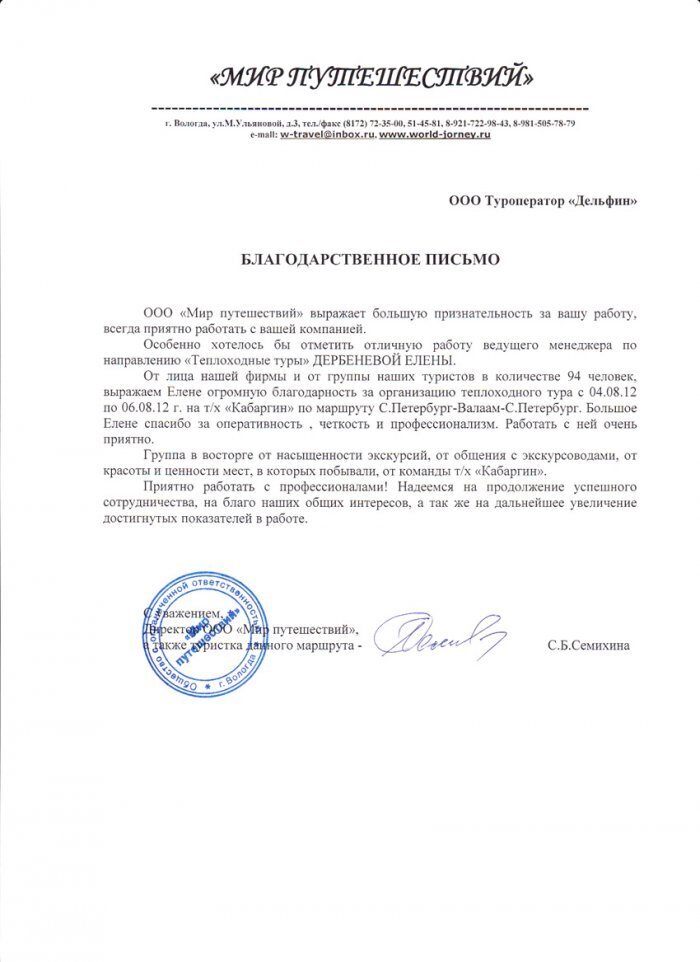 «МИР ПУТЕШЕСТВИЙ»
г. Вологда, ул.М.Ульяновой, д.3, тел./факс (8172) 72-35-00, 51-45-81, 8-921-722-98-43, 8-981-505-78-79
e-mail: w-travel@inbox.ru, www.world-jorney.ru
ООО Туроператор «Дельфин»
БЛАГОДАРСТВЕННОЕ ПИСЬМО
ООО «Мир путешествий» выражает большую признательность за вашу работу,
всегда приятно работать с вашей компанией.
Особенно хотелось бы отметить отличную работу ведущего менеджера по
направлению «Теплоходные туры» ДЕРБЕНЕВОЙ ЕЛЕНЫ.
От лица нашей фирмы и от группы наших туристов в количестве 94 человек,
выражаем Елене огромную благодарность за организацию теплоходного тура с 04.08.12
по 06.08.12 г. на т/х «Кабаргин» по маршруту С.Петербург-Валаам-С.Петербург. Большое
Елене спасибо за оперативность , четкость и профессионализм. Работать с ней очень
приятно.
Группа в восторге от насыщенности экскурсий, от общения с экскурсоводами, от
красоты и ценности мест, в которых побывали, от команды т/х «Кабаргин».
Приятно работать с профессионалами! Надеемся на продолжение успешного
сотрудничества, на благо наших общих интересов, а так же на дальнейшее увеличение
достигнутых показателей в работе.
С уважением,
Директор ООО «Мир путешествий»,
а также туристка данного маршрута -
С.Б.Семихина
Общество с ограниченной ответственностью
г. Вологда
«Мир
путешествий»